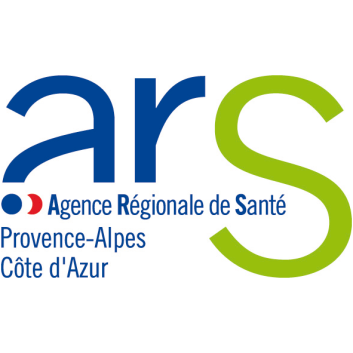 ars
Agence Régionale de Santé
Provence-Alpes
Côte d'Azur